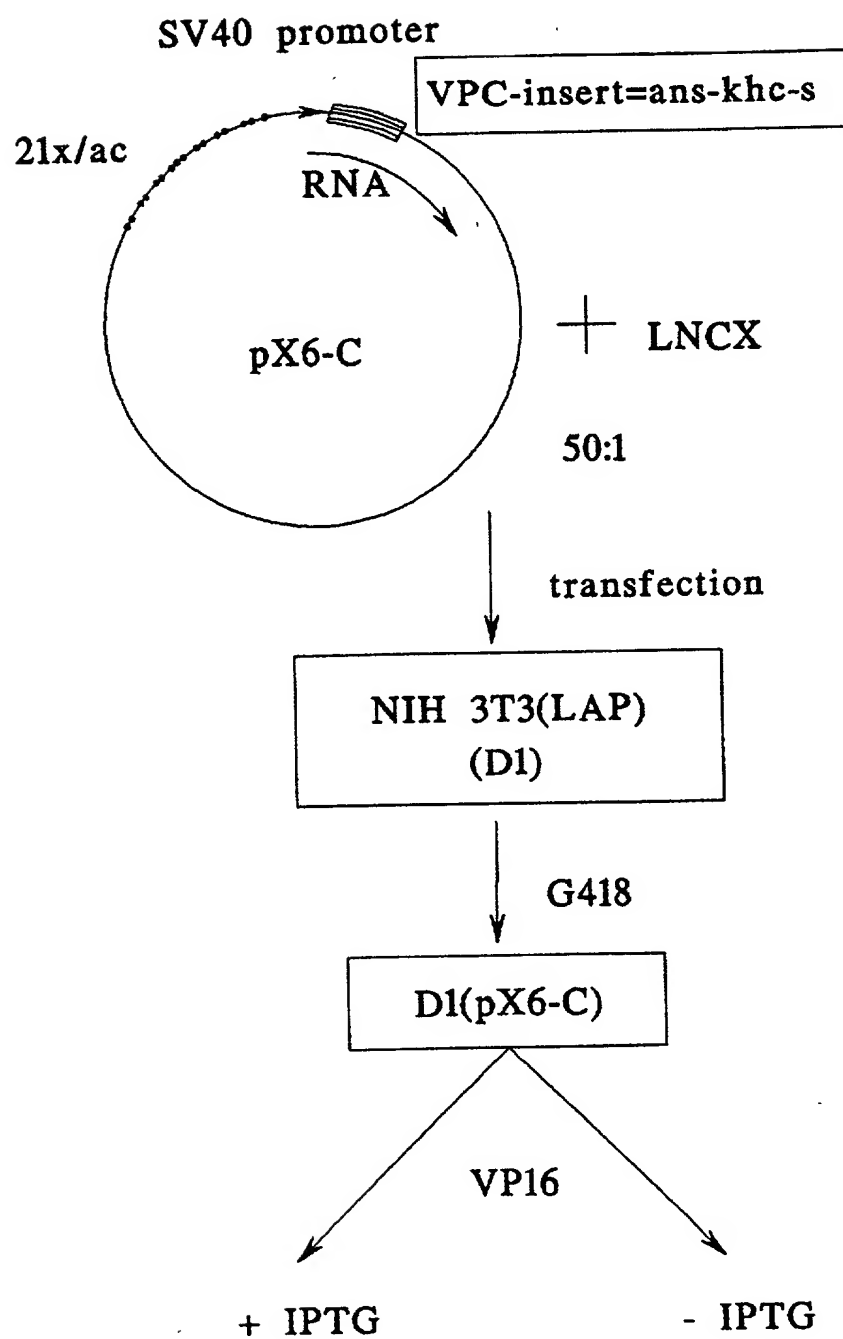 SV40 promoter
VPC-insert=ans-khc-s
21x/ac
RNA
pX6-C
+ LNCX
50:1
transfection
NIH 3T3(LAP)
(D1)
G418
D1(pX6-C)
VP16
+ IPTG
- IPTG